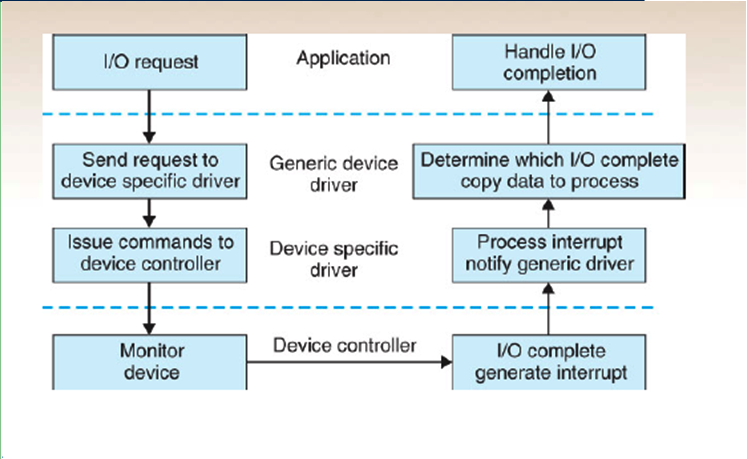 I/O request
Application
Handle I/O
completion
Send request to
device specific driver
Generic device
driver
Determine which I/O complete
copy data to process
Issue commands to
device controller
Device specific
driver
Process interrupt
notify generic driver
Monitor
device
Device controller
I/O complete
generate interrupt